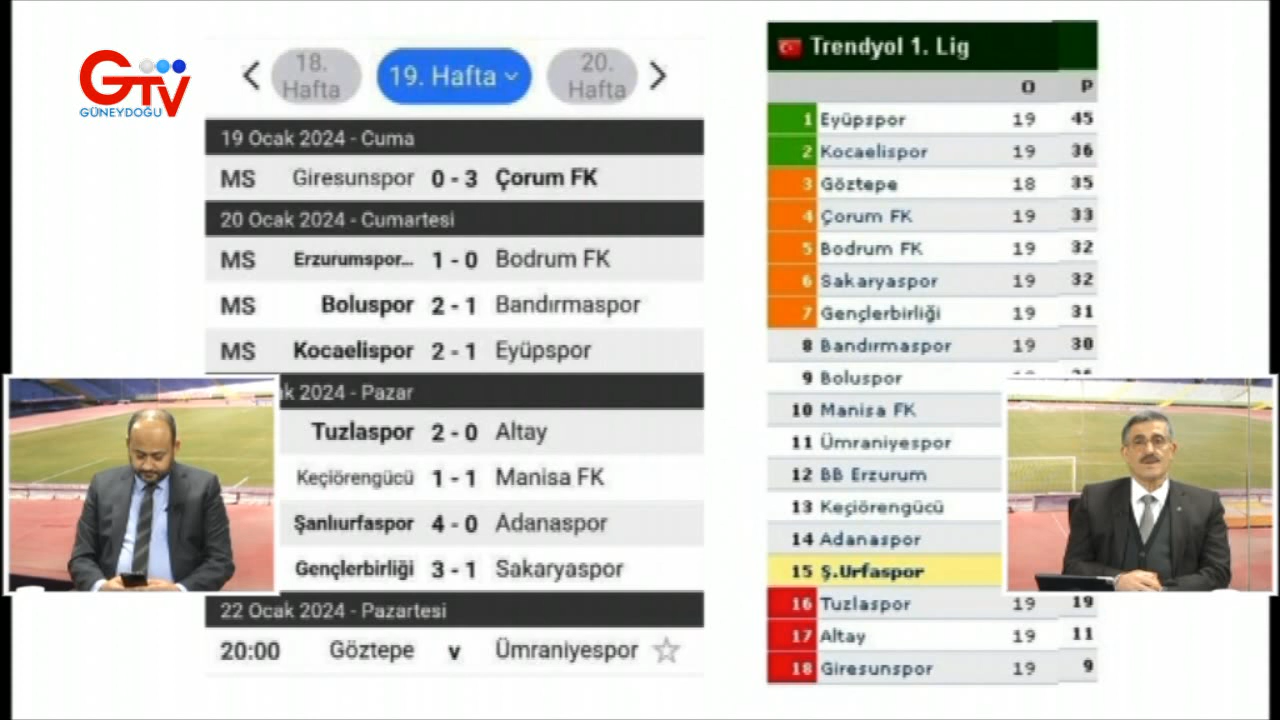 GTV
GÜNEYDOĞU
18. Hafta
19. Hafta
20. Hafta
19 Ocak 2024 - Cuma
MS Giresunspor 0 - 3 Çorum FK
20 Ocak 2024 - Cumartesi
MS Erzurumspor... 1 - 0 Bodrum FK
MS Boluspor 2 - 1 Bandırmaspor
MS Kocaelispor 2 - 1 Eyüpspor
2024 - Pazar
Tuzlaspor 2 - 0 Altay
Keçiörengücü 1 - 1 Manisa FK
Şanlıurfaspor 4 - 0 Adanaspor
Gençlerbirliği 3 - 1 Sakaryaspor
22 Ocak 2024 - Pazartesi
20:00 Göztepe v Ümraniyespor
Trendyol 1. Lig
O P
1 Eyüpspor 19 45
2 Kocaelispor 19 36
3 Göztepe 18 35
4 Çorum FK 19 33
5 Bodrum FK 19 32
6 Sakaryaspor 19 32
7 Gençlerbirliği 19 31
8 Bandırmaspor 19 30
9 Boluspor
10 Manisa FK
11 Ümraniyespor
12 BB Erzurum
13 Keçiörengücü
14 Adanaspor
15 Ş.Urfaspor
16 Tuzlaspor 19 19
17 Altay 19 11
18 Giresunspor 19 9